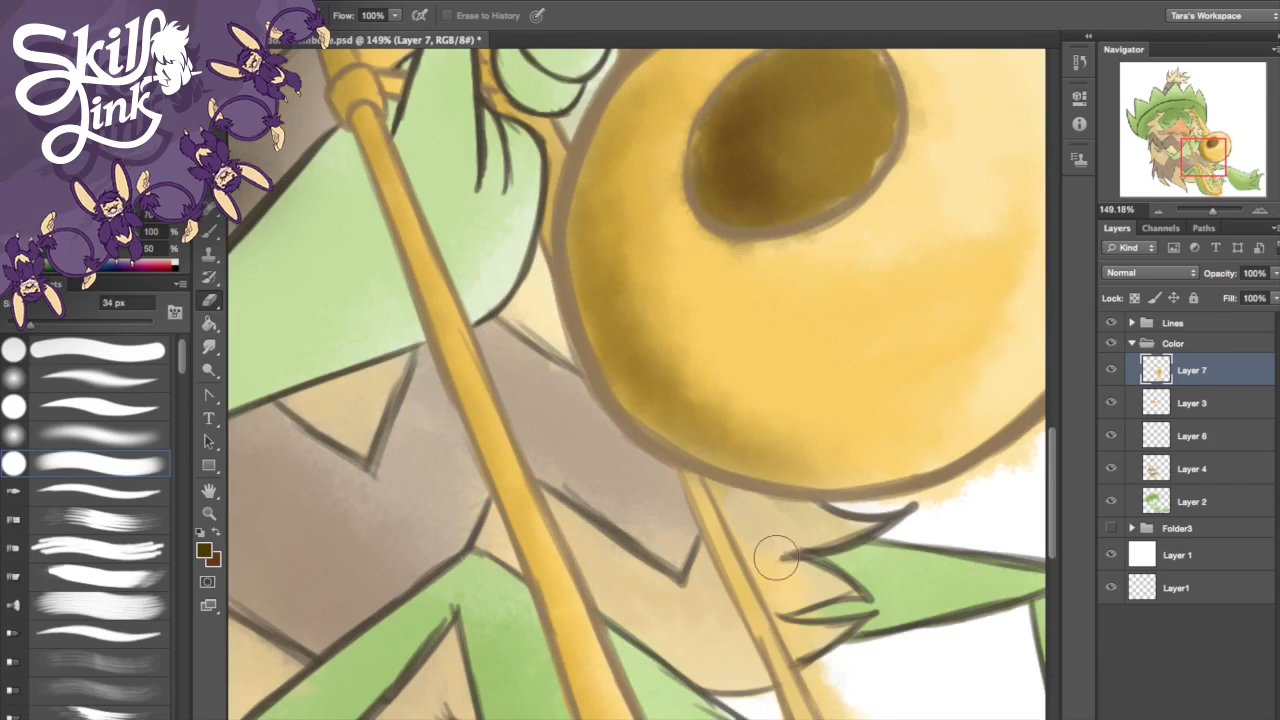 Skill
Link
Flow: 100%
Erase to History
Tara's Workspace
.psd @ 149% (Layer 7, RGB/8#) *
Navigator
149.18%
Layers
Channels
Paths
Kind
Normal
Opacity: 100%
Lock:
Fill: 100%
Lines
Color
Layer 7
Layer 3
Layer 6
Layer 4
Layer 2
Folder3
Layer 1
Layer1
100 %
50 %
34 px